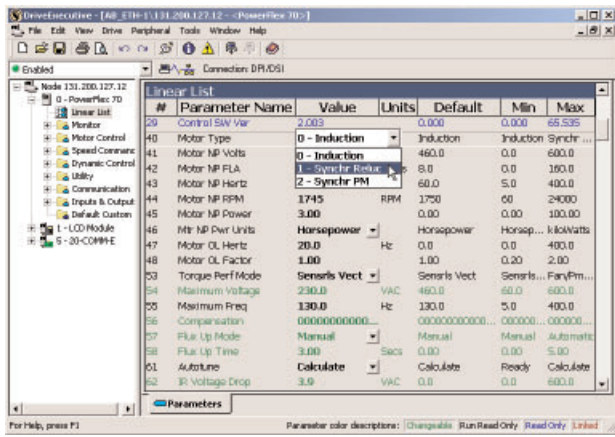 DriveExecutive - [AB_ETH-1\131.200.127.12 - <PowerFlex 70>]
File Edit View Drive Peripheral Tools Window Help
Enabled
Connection: DPI/DSI
Node 131.200.127.12
0 - PowerFlex 70
Linear List
Monitor
Motor Control
Speed Command
Dynamic Control
Utility
Communication
Inputs & Output
Default Custom
1 - LCD Module
5 - 20-COMM-E
Linear List
# Parameter Name Value Units Default Min Max
29 Control SW Ver 2.003 0.000 0.000 65.535
40 Motor Type 0 - Induction Induction Induction Synchr ...
0 - Induction
1 - Synchr Reluc
2 - Synchr PM
41 Motor NP Volts 460.0 0.0 600.0
42 Motor NP FLA s 8.0 0.0 160.0
43 Motor NP Hertz 60.0 5.0 400.0
44 Motor NP RPM 1745 RPM 1750 60 24000
45 Motor NP Power 3.00 0.00 0.00 100.00
46 Mtr NP Pwr Units Horsepower Horsepower Horsep... kiloWatts
47 Motor OL Hertz 20.0 Hz 0.0 0.0 400.0
48 Motor OL Factor 1.00 1.00 0.20 2.00
53 Torque Perf Mode Sensrls Vect Sensrls Vect Sensrls... Fan/Pm...
54 Maximum Voltage 230.0 VAC 460.0 60.0 600.0
55 Maximum Freq 130.0 Hz 130.0 5.0 400.0
56 Compensation 00000000000... 00000000000... 000000... 000000...
57 Flux Up Mode Manual Manual Manual Automatic
58 Flux Up Time 3.00 Secs 0.00 0.00 5.00
61 Autotune Calculate Calculate Ready Calculate
62 IR Voltage Drop 3.9 VAC 0.0 0.0 600.0
Parameters
For Help, press F1
Parameter color descriptions: Changeable Run Read Only Read Only Linked